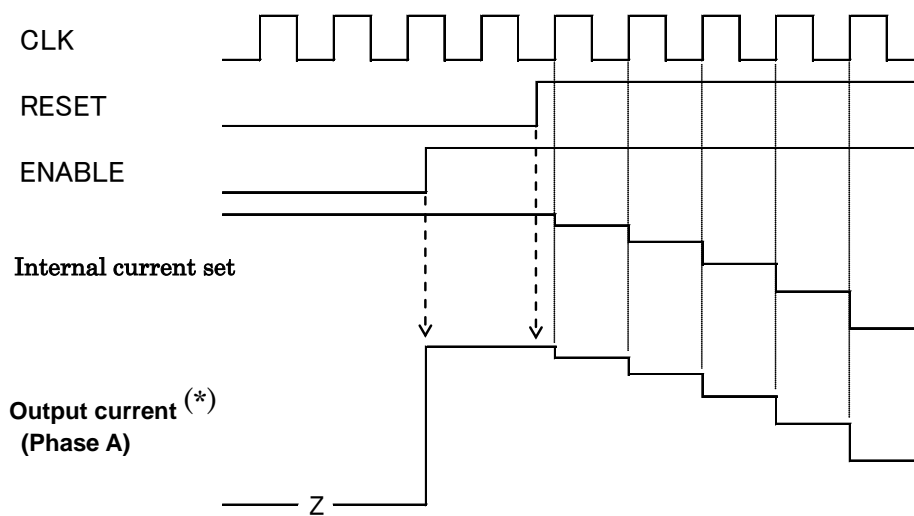 CLK
RESET
ENABLE
Internal current set
Output current (*)
(Phase A)
Z